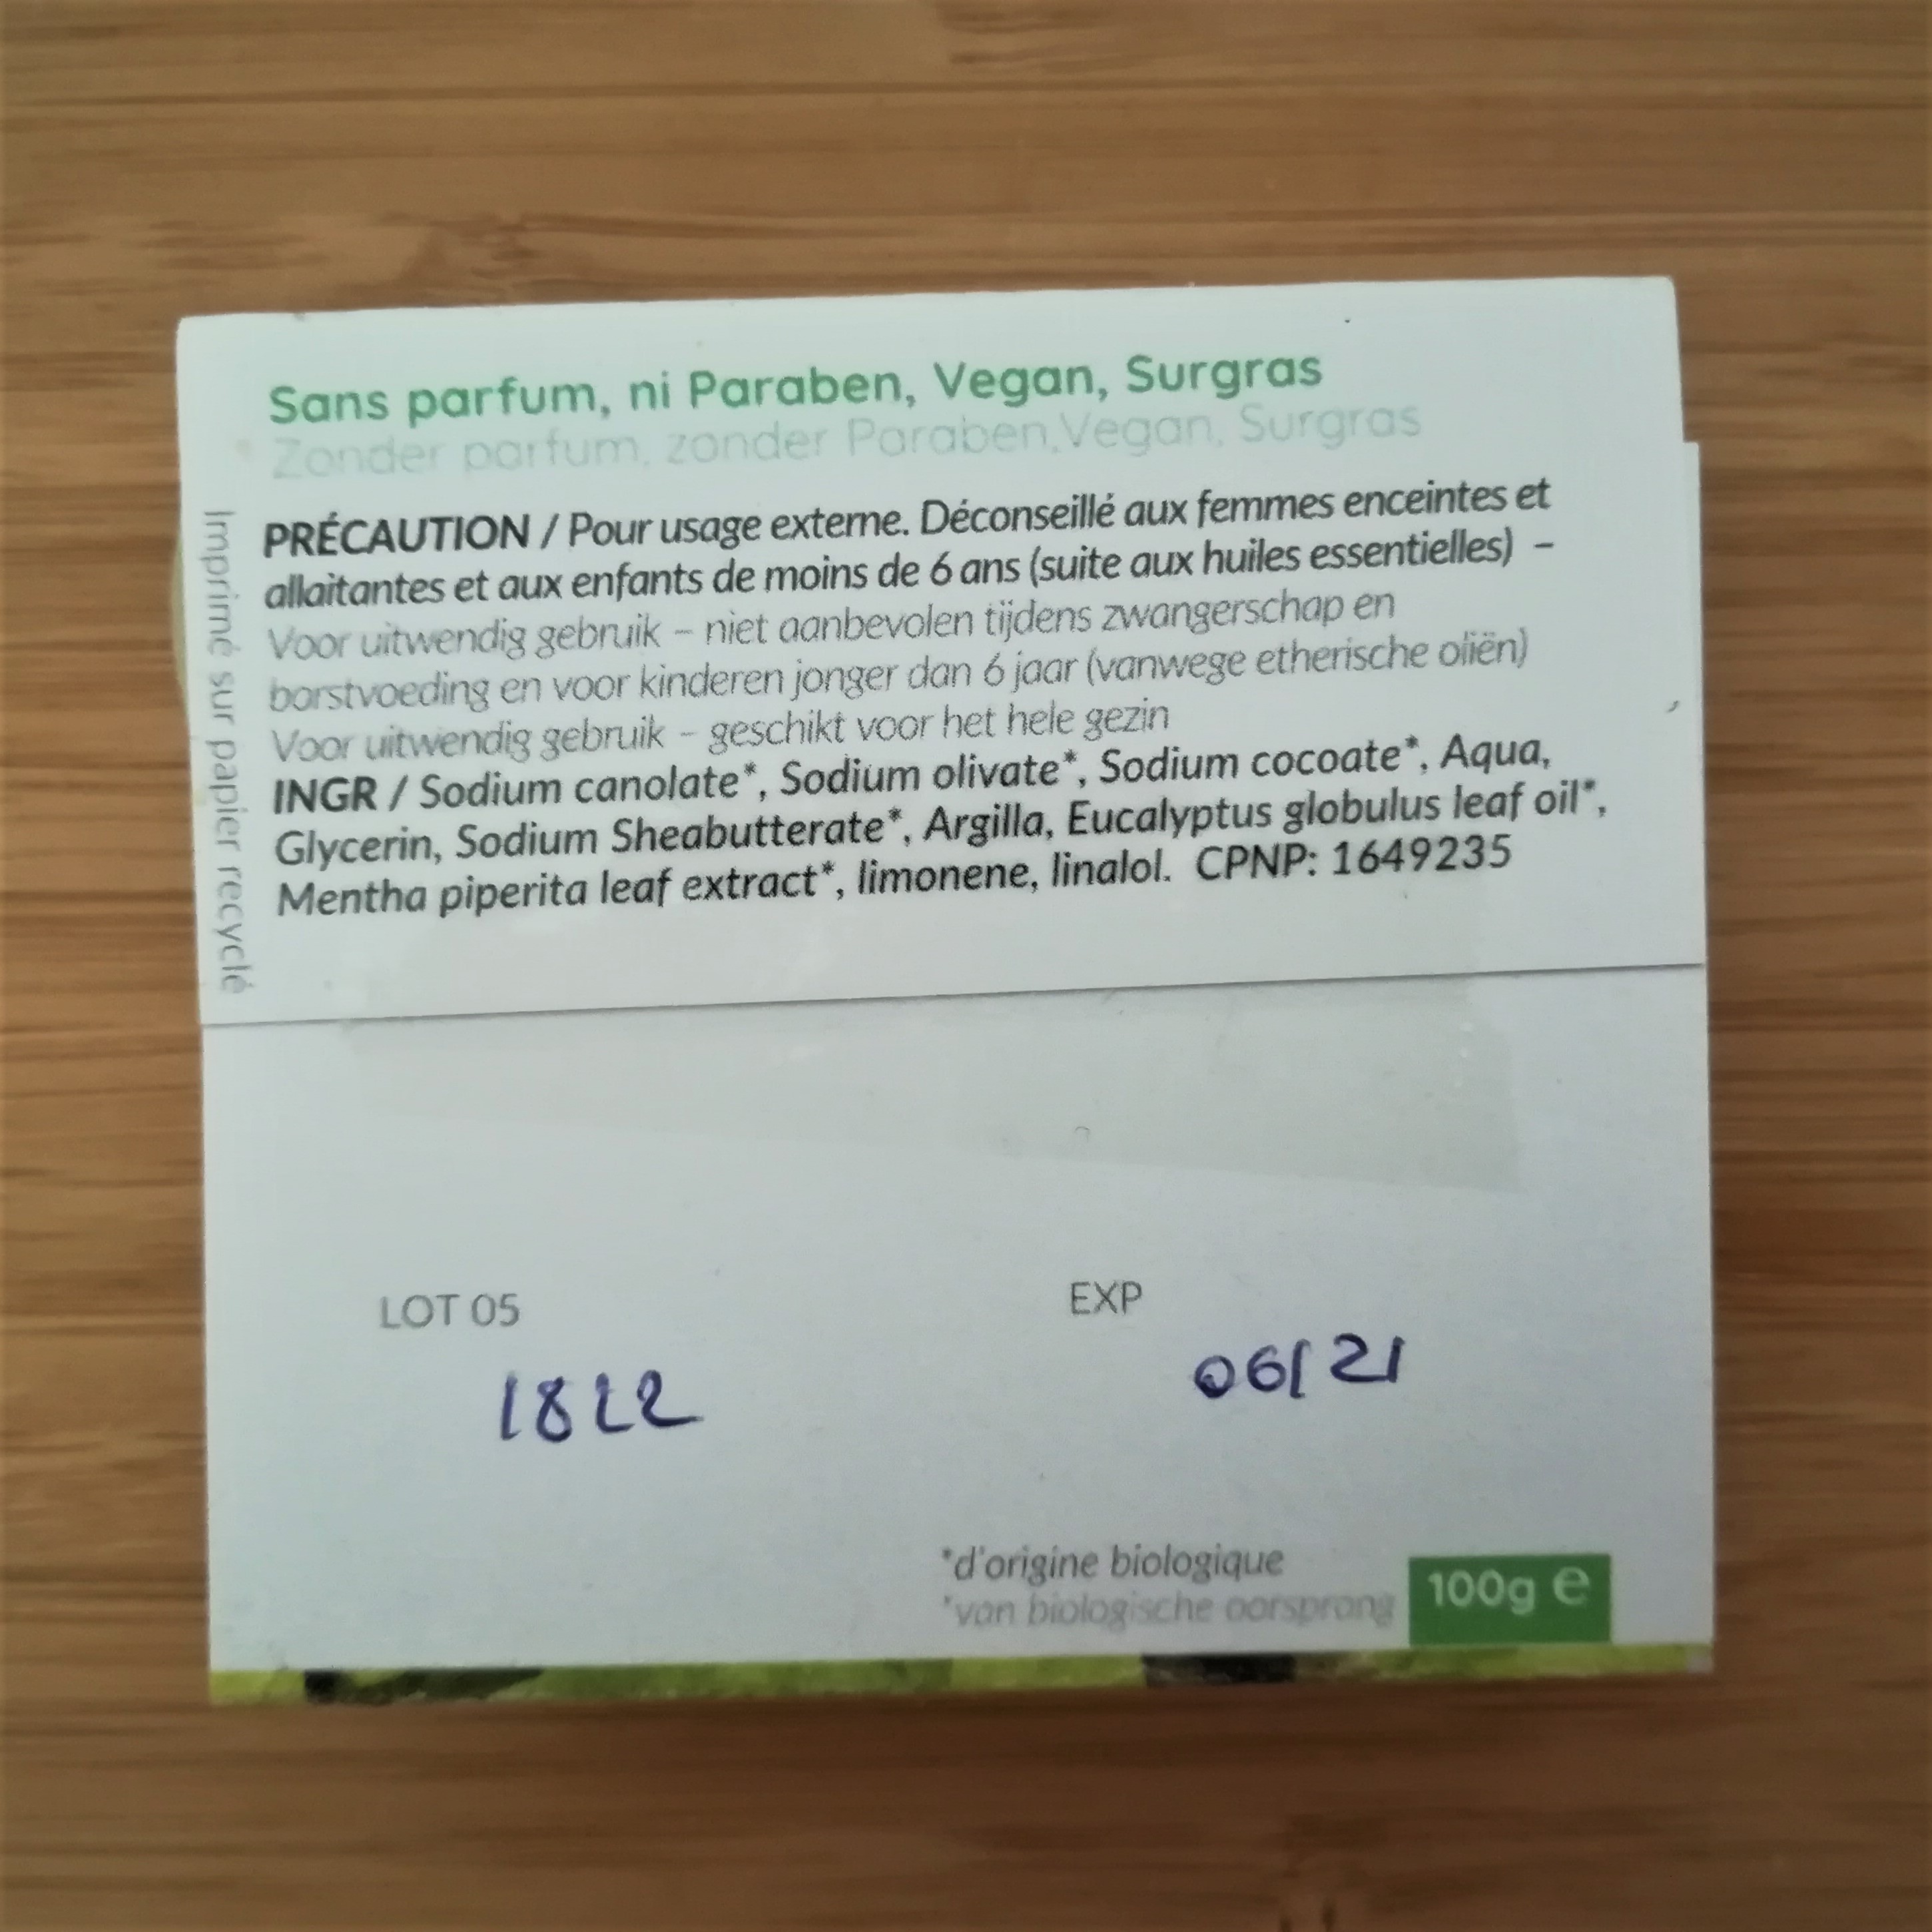 Sans parfum, ni Paraben, Vegan, Surgras
Zonder parfum, zonder Paraben,Vegan, Surgras
PRÉCAUTION / Pour usage externe. Déconseillé aux femmes enceintes et
allaitantes et aux enfants de moins de 6 ans (suite aux huiles essentielles) –
Voor uitwendig gebruik – niet aanbevolen tijdens zwangerschap en
borstvoeding en voor kinderen jonger dan 6 jaar (vanwege etherische oliën)
Voor uitwendig gebruik – geschikt voor het hele gezin
INGR / Sodium canolate*, Sodium olivate*, Sodium cocoate*, Aqua,
Glycerin, Sodium Sheabutterate*, Argilla, Eucalyptus globulus leaf oil*,
Mentha piperita leaf extract*, limonene, linalol. CPNP: 1649235
Imprimé sur papier recyclé
LOT 05
1822
EXP
06/21
*d'origine biologique
*van biologische oorsprong
100g e